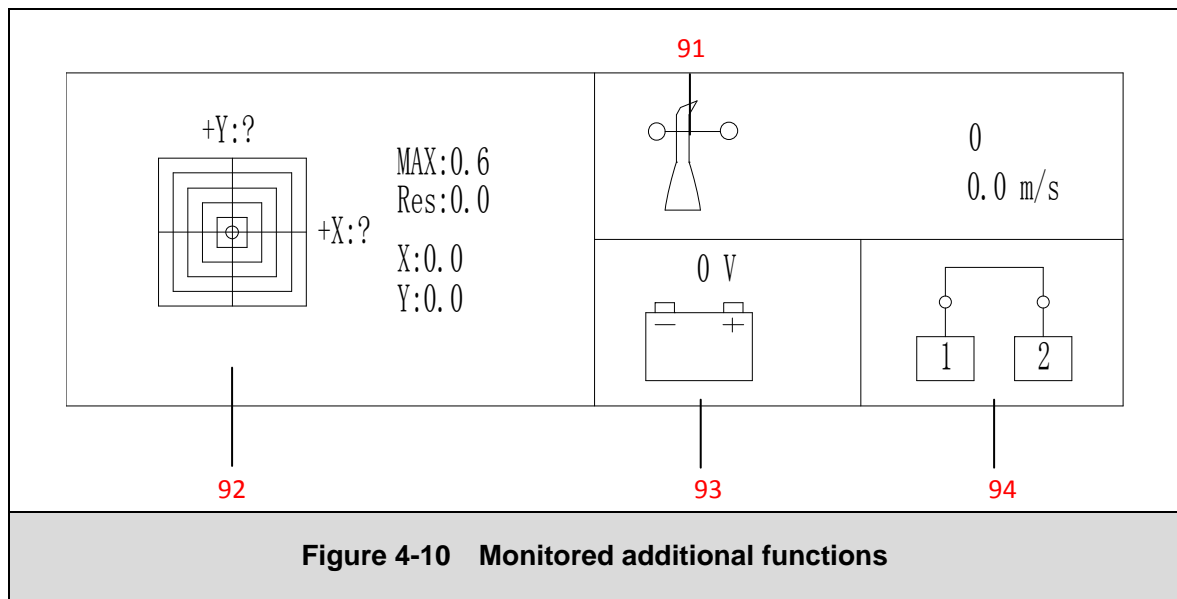 91
+Y:?
MAX:0.6
Res:0.0
+X:?
X:0.0
Y:0.0
0
0.0 m/s
0 V
1 2
92 93 94
Figure 4-10 Monitored additional functions